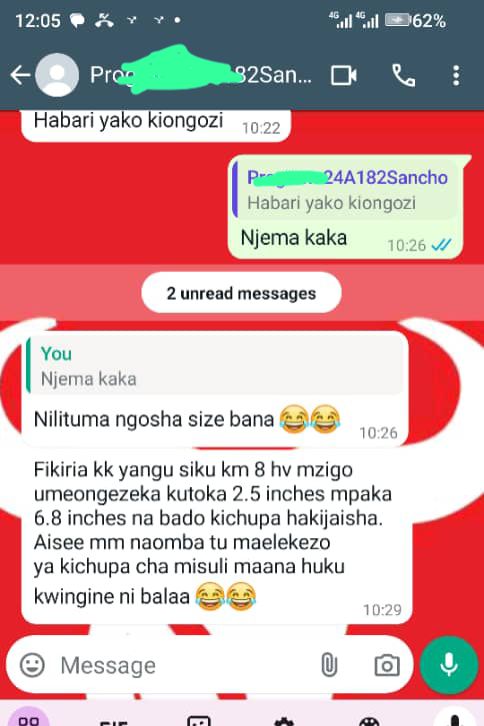 12:05
4G 4G 62%
Prog 82San...
Habari yako kiongozi 10:22
24A182Sancho
Habari yako kiongozi
Njema kaka 10:26
2 unread messages
You
Njema kaka
Nilituma ngosha size bana 😂😂 10:26
Fikiria kk yangu siku km 8 hv mzigo
umeongezeka kutoka 2.5 inches mpaka
6.8 inches na bado kichupa hakijaisha.
Aisee mm naomba tu maelekezo
ya kichupa cha misuli maana huku
kwingine ni balaa 😂😂 10:29
Message
GIF